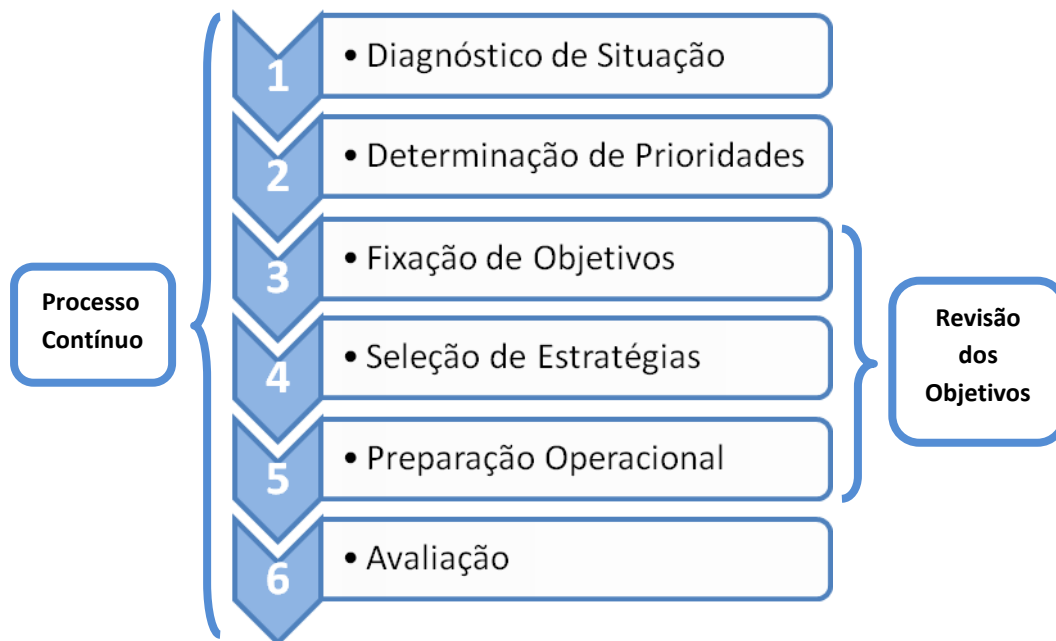 Processo
Contínuo
1
• Diagnóstico de Situação
2
• Determinação de Prioridades
3
• Fixação de Objetivos
4
• Seleção de Estratégias
5
• Preparação Operacional
6
• Avaliação
Revisão
dos
Objetivos